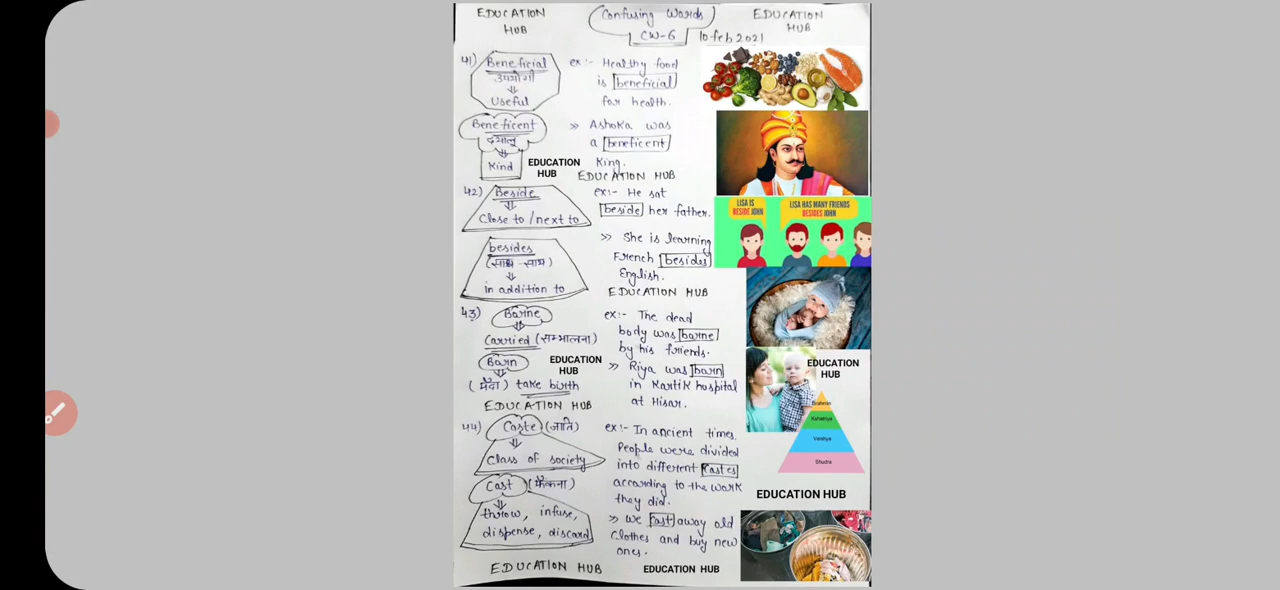 EDUCATION HUB
Confusing Words
CW-6
10 Feb 2021
EDUCATION HUB
41) Beneficial
उपयोगी
⇓
Useful
ex:- Healthy food
is beneficial
for health.
Beneficent
दयालू
Kind
» Ashoka was
a beneficent
King.
EDUCATION
HUB
EDUCATION HUB
42) Beside
⇓
Close to / next to
ex:- He sat
beside her father.
LISA IS
BESIDE JOHN
LISA HAS MANY FRIENDS
BESIDES JOHN
besides
(साथ-साथ)
⇓
in addition to
» She is learning
French besides
English.
EDUCATION HUB
43) Borne
⇓
Carried (सम्भालना)
ex:- The dead
body was borne
by his friends.
Born
⇓
(पैदा) take birth
EDUCATION
HUB
» Riya was born
in Kartik hospital
at Hisar.
EDUCATION
HUB
EDUCATION HUB
Brahmin
Kshatriya
Vaishya
Shudra
44) Caste (जाति)
⇓
Class of society
ex:- In ancient times.
People were divided
into different Castes
according to the work
they did.
Cast (फेंकना)
⇓
throw, infuse,
dispense, discard
» We Cast away old
Clothes and buy new
ones.
EDUCATION HUB
EDUCATION HUB
EDUCATION HUB